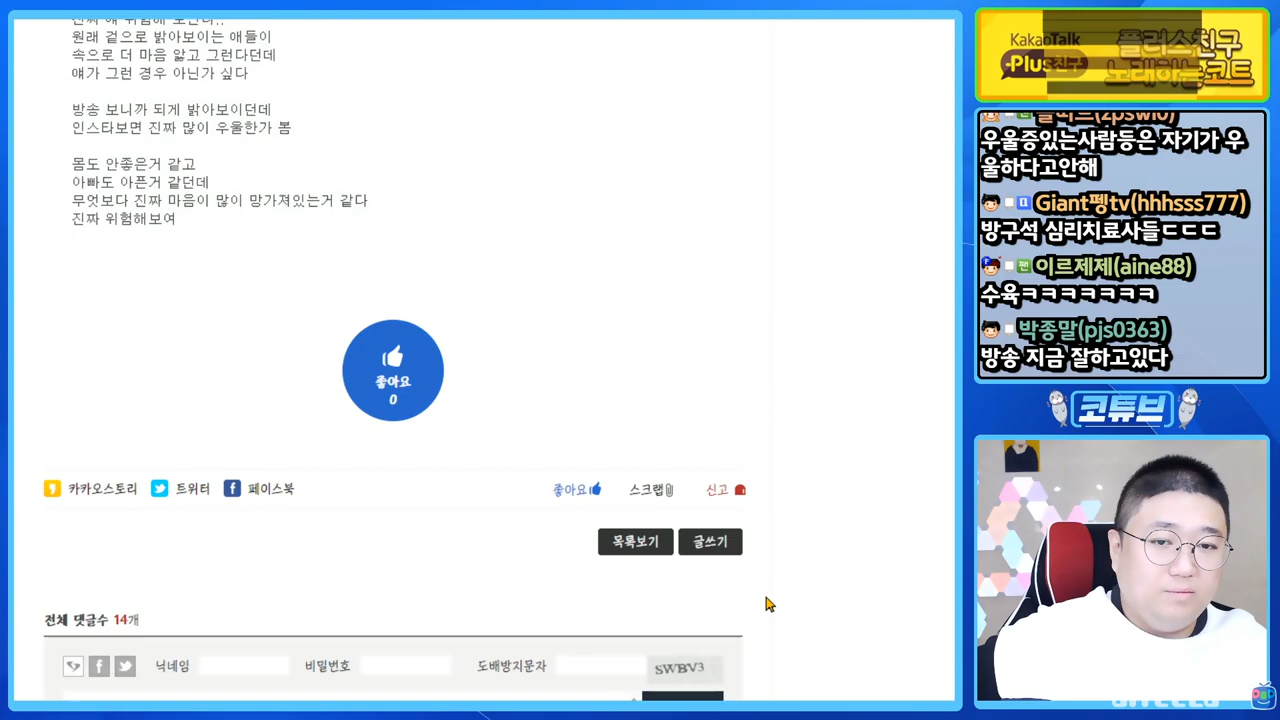 원래 겉으로 밝아보이는 애들이
속으로 더 마음 앓고 그런다던데
얘가 그런 경우 아닌가 싶다
방송 보니까 되게 밝아보이던데
인스타보면 진짜 많이 우울한가 봄
몸도 안좋은거 같고
아빠도 아픈거 같던데
무엇보다 진짜 마음이 많이 망가져있는거 같다
진짜 위험해보여
좋아요
0
카카오스토리 트위터 페이스북
좋아요 스크랩 신고
목록보기 글쓰기
전체 댓글수 14개
닉네임 비밀번호 도배방지문자 SWBV3
KakaoTalk
Plus친구
플러스친구
노래하는코트
우울증있는사람등은 자기가 우
울하다고안해
Giant펭tv(hhhsss777)
방구석 심리치료사들ㄷㄷㄷ
이르제제(aine88)
수육ㅋㅋㅋㅋㅋㅋㅋ
박종말(pjs0363)
방송 지금 잘하고있다
코튜브